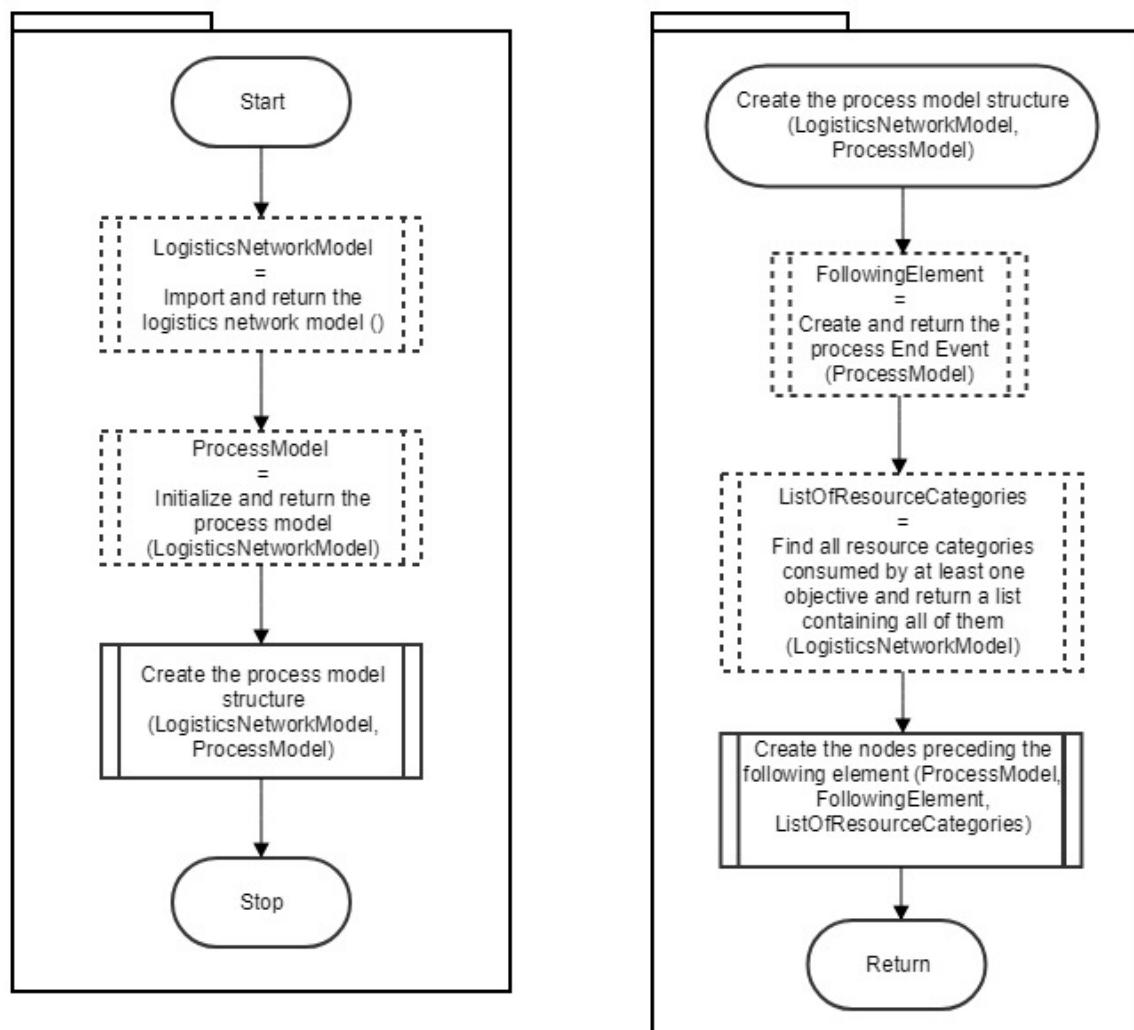 Start
LogisticsNetworkModel
=
Import and return the
logistics network model ()
ProcessModel
=
Initialize and return the
process model
(LogisticsNetworkModel)
Create the process model
structure
(LogisticsNetworkModel,
ProcessModel)
Stop
Create the process model structure
(LogisticsNetworkModel,
ProcessModel)
FollowingElement
=
Create and return the
process End Event
(ProcessModel)
ListOfResourceCategories
=
Find all resource categories
consumed by at least one
objective and return a list
containing all of them
(LogisticsNetworkModel)
Create the nodes preceding the
following element (ProcessModel,
FollowingElement,
ListOfResourceCategories)
Return